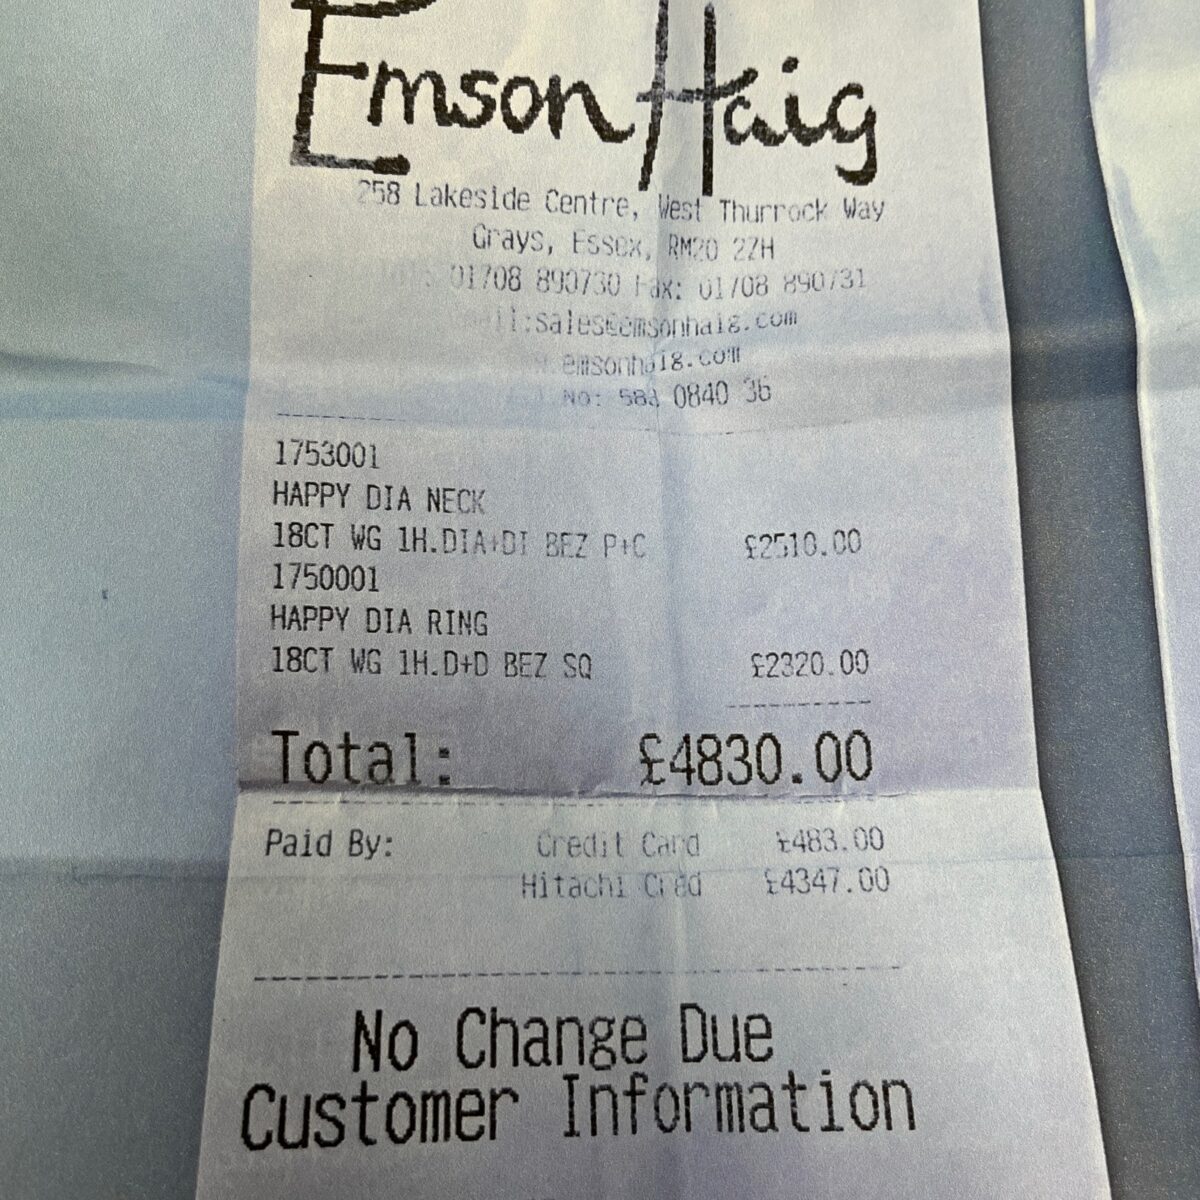 Emson Haig
258 Lakeside Centre, West Thurrock Way
Grays, Essex, RM20 2ZH
01708 890730 Fax: 01708 890731
:sales@emsonhaig.com
.emsonhaig.com
No: 0840 36
1753001
HAPPY DIA NECK
18CT WG 1H.DIA+DI BEZ P+C £2510.00
1750001
HAPPY DIA RING
18CT WG 1H.D+D BEZ SQ £2320.00
Total: £4830.00
Paid By: Credit Card £483.00
Hitachi Cred £4347.00
No Change Due
Customer Information